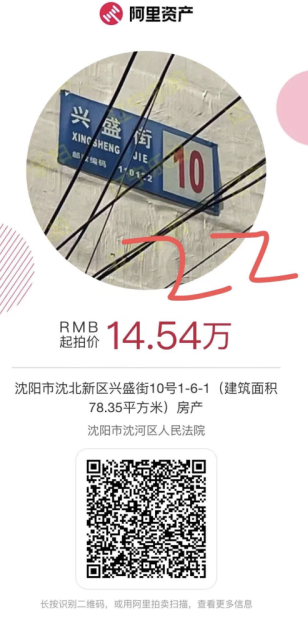 阿里资产
兴盛街
XINGSHENG JIE
邮政编码
10
22
RMB
起拍价 14.54万
沈阳市沈北新区兴盛街10号1-6-1（建筑面积
78.35平方米）房产
沈阳市沈河区人民法院
长按识别二维码，或用阿里拍卖扫描，查看更多信息